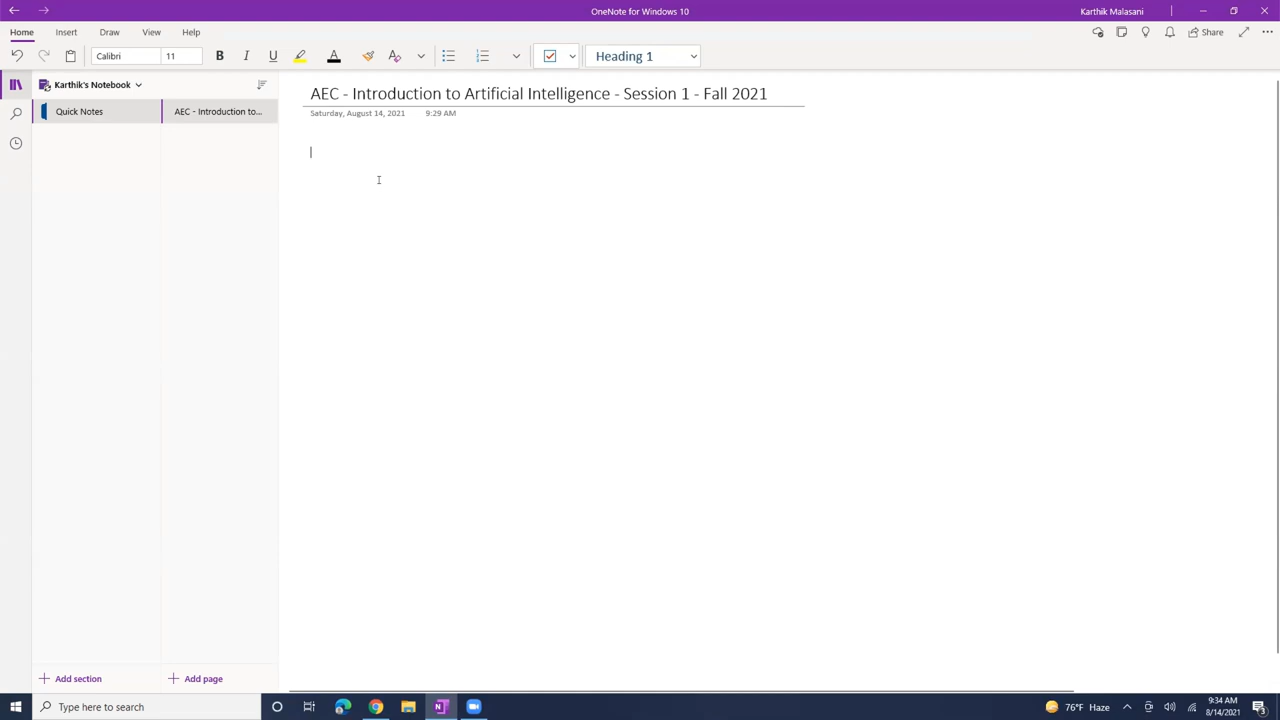 OneNote for Windows 10
Karthik Malasani
Home Insert Draw View Help
Share
Calibri 11 B I U A Heading 1
Karthik's Notebook
Quick Notes
AEC - Introduction to...
AEC - Introduction to Artificial Intelligence - Session 1 - Fall 2021
Saturday, August 14, 2021 9:29 AM
Add section
Add page
Type here to search
76°F Haze
9:34 AM
8/14/2021
3